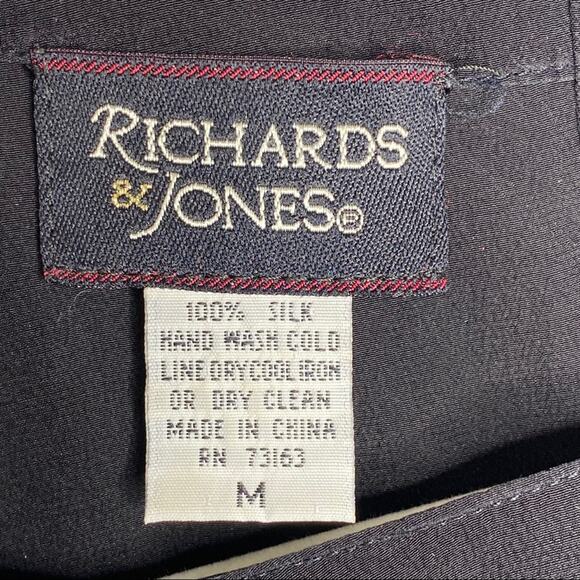 RICHARDS
& JONES®
100% SILK
HAND WASH COLD
LINE DRY COOL IRON
OR DRY CLEAN
MADE IN CHINA
RN 73163
M